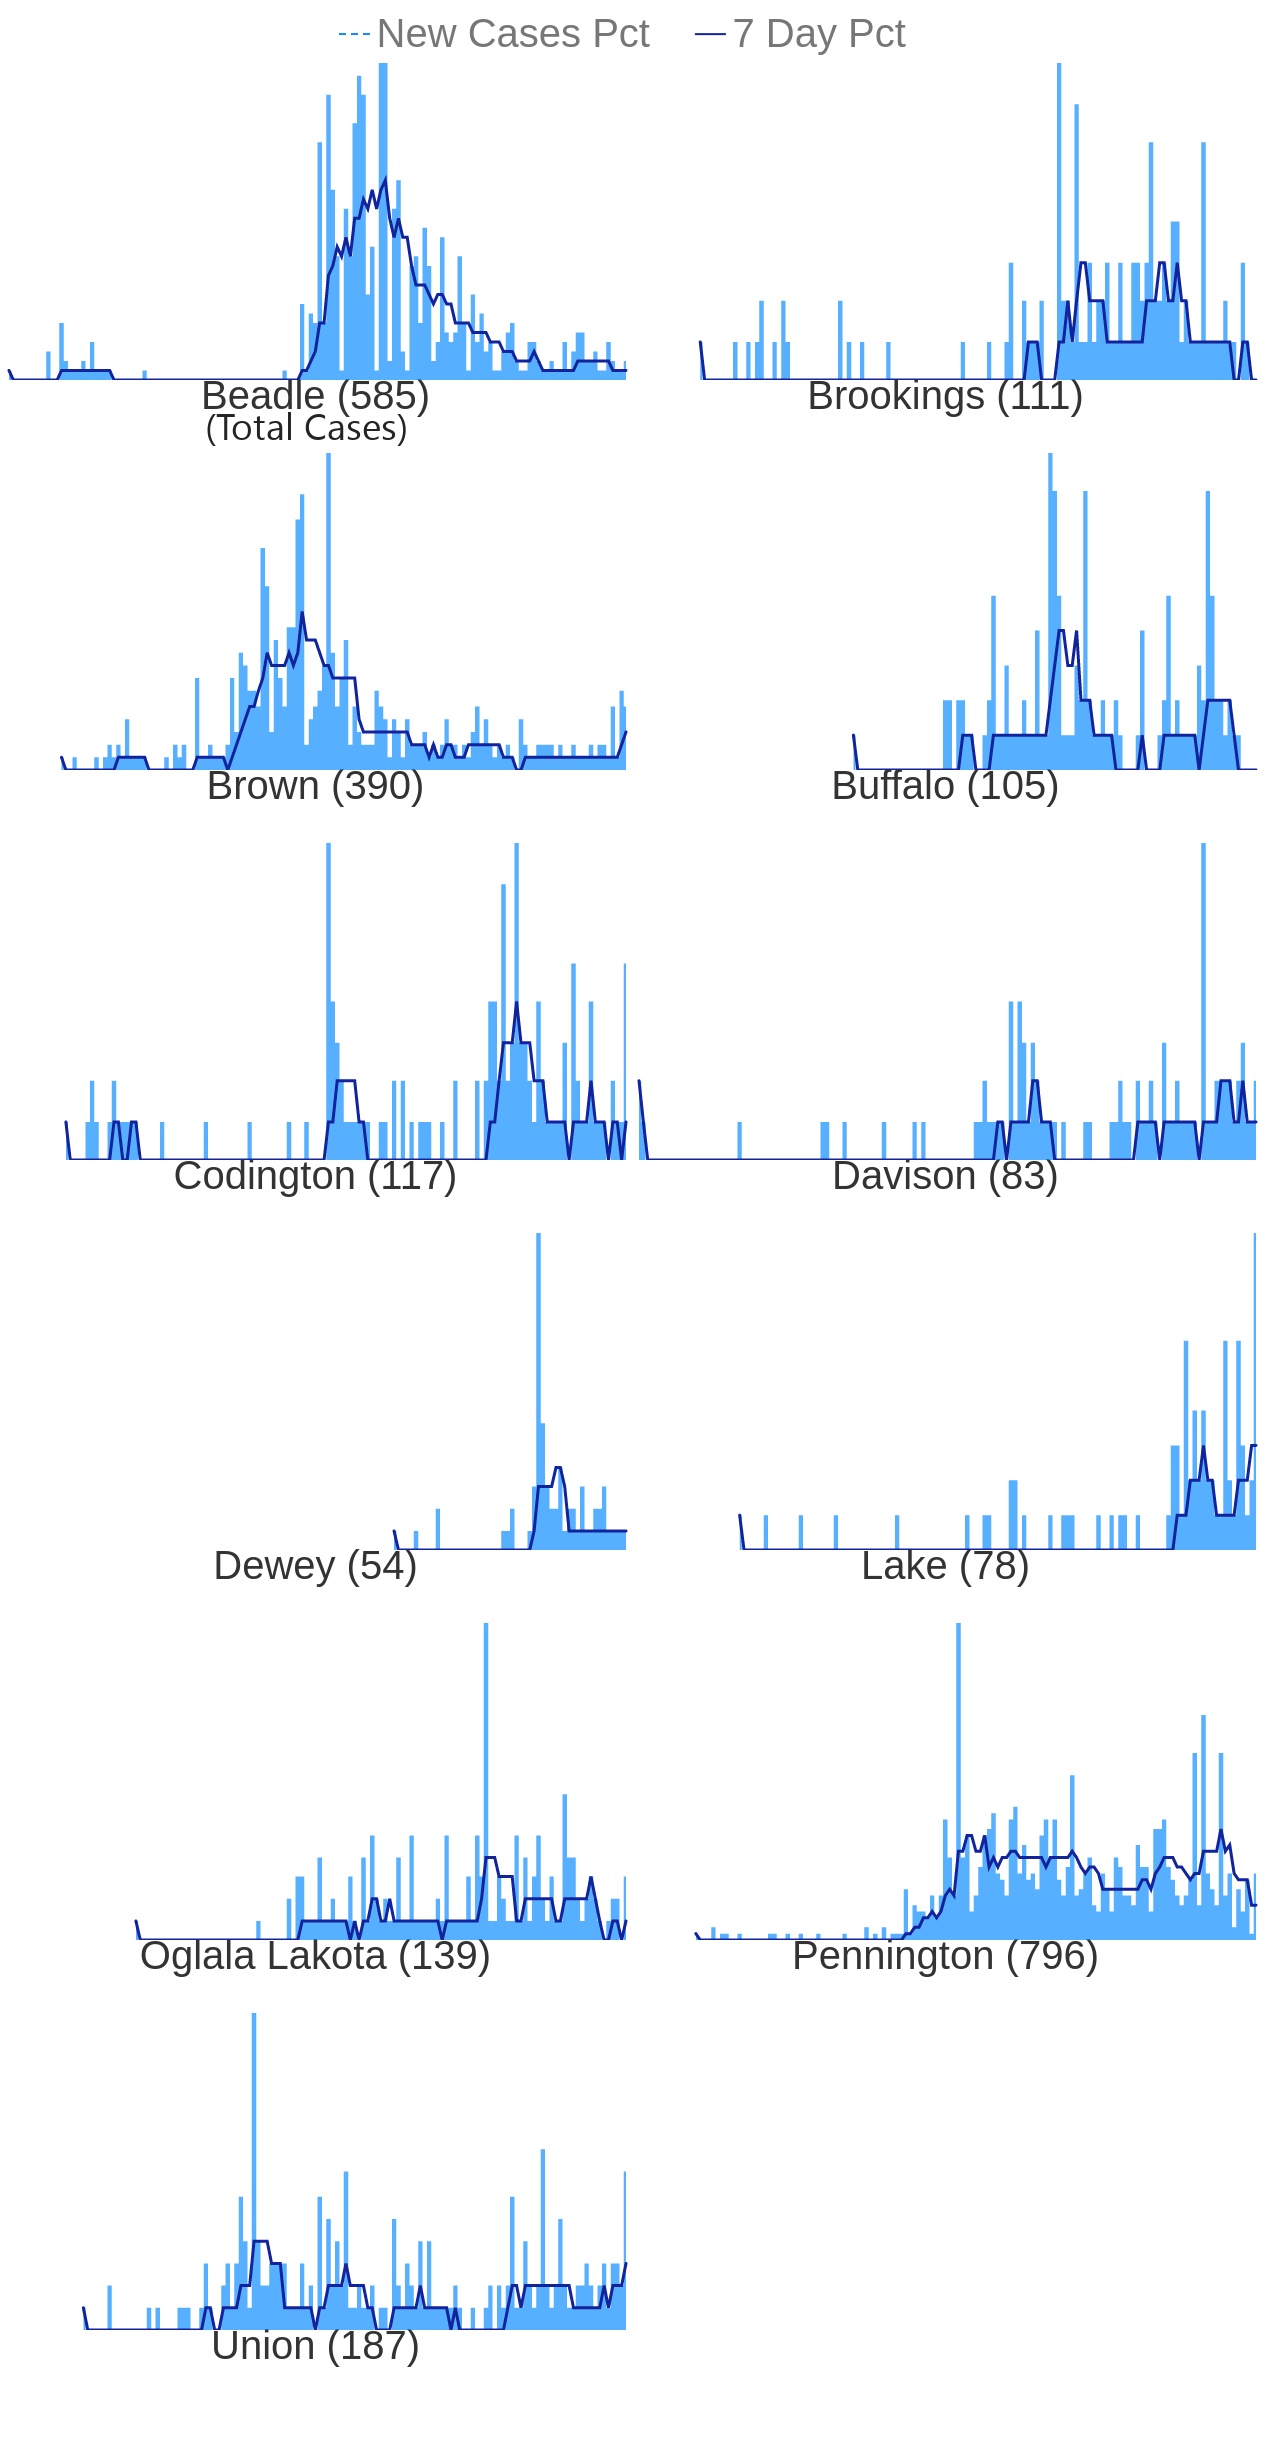 New Cases Pct 7 Day Pct
Beadle (585) Brookings (111)
(Total Cases)
Brown (390) Buffalo (105)
Codington (117) Davison (83)
Dewey (54) Lake (78)
Oglala Lakota (139) Pennington (796)
Union (187)